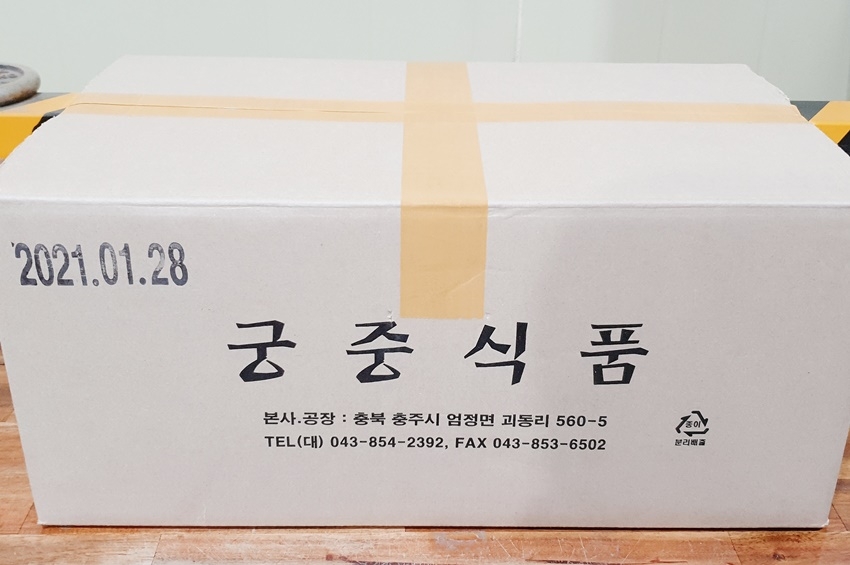 2021.01.28
궁중식품
본사.공장 : 충북 충주시 엄정면 괴동리 560-5
TEL(대) 043-854-2392, FAX 043-853-6502
종이
분리배출